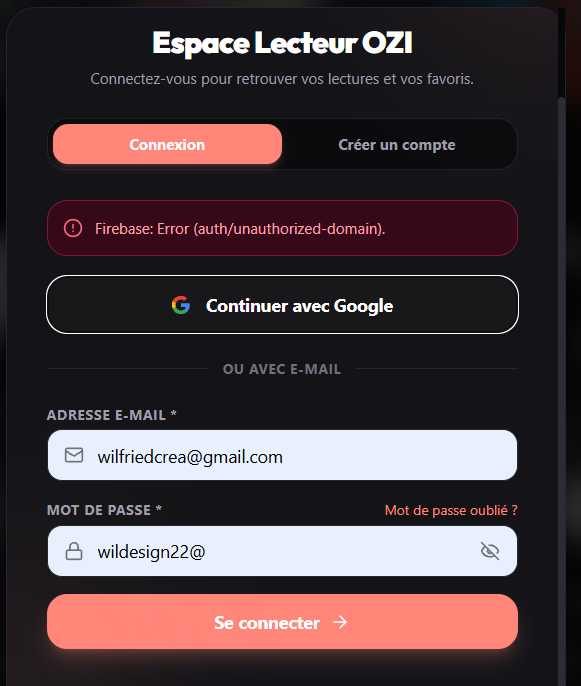 Espace Lecteur OZI
Connectez-vous pour retrouver vos lectures et vos favoris.
Connexion
Créer un compte
Firebase: Error (auth/unauthorized-domain).
Continuer avec Google
OU AVEC E-MAIL
ADRESSE E-MAIL *
wilfriedcrea@gmail.com
MOT DE PASSE *
Mot de passe oublié ?
wildesign22@
Se connecter →